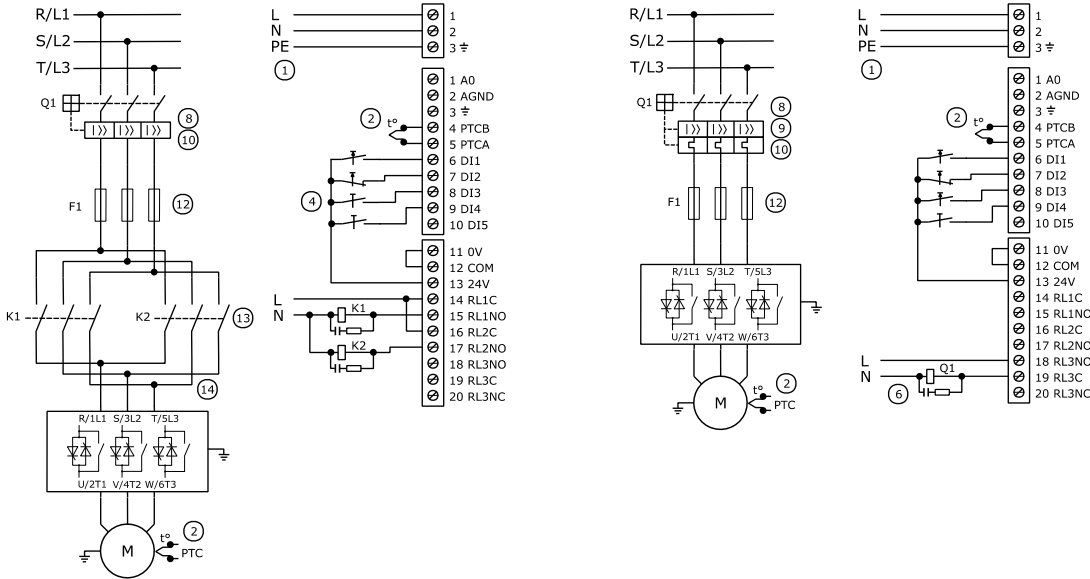 R/L1
S/L2
T/L3
Q1
8
10
F1
12
K1
K2
13
14
R/1L1 S/3L2 T/5L3
U/2T1 V/4T2 W/6T3
M
t°
2
PTC
L
N
PE
1
1
2
3
1 A0
2 AGND
3
4 PTCB
5 PTCA
6 DI1
7 DI2
8 DI3
9 DI4
10 DI5
2
t°
4
11 0V
12 COM
13 24V
14 RL1C
15 RL1NO
16 RL2C
17 RL2NO
18 RL3NO
19 RL3C
20 RL3NC
L
N
K1
K2
R/L1
S/L2
T/L3
Q1
8
9
10
F1
12
R/1L1 S/3L2 T/5L3
U/2T1 V/4T2 W/6T3
M
t°
2
PTC
L
N
PE
1
1
2
3
1 A0
2 AGND
3
4 PTCB
5 PTCA
6 DI1
7 DI2
8 DI3
9 DI4
10 DI5
2
t°
11 0V
12 COM
13 24V
14 RL1C
15 RL1NO
16 RL2C
17 RL2NO
18 RL3NO
19 RL3C
20 RL3NC
L
N
6
Q1